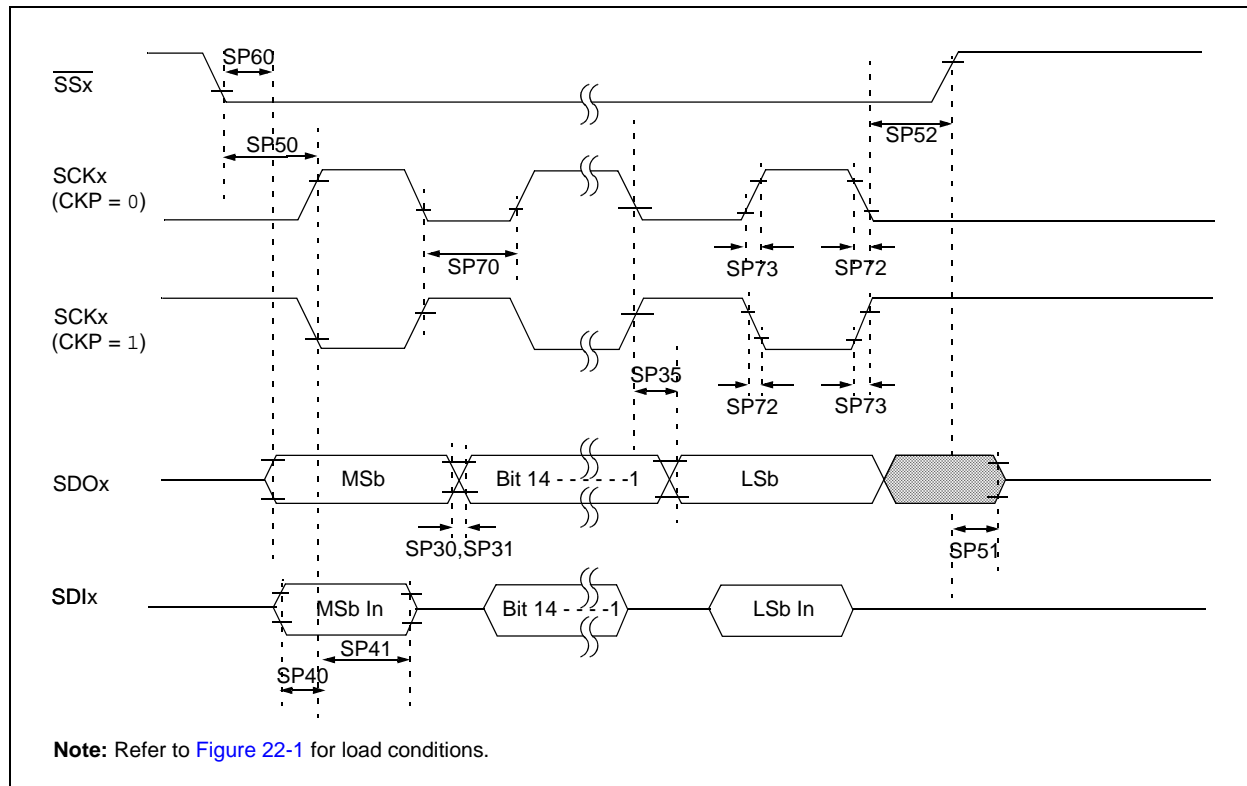 SP60
SSx
SP52
SP50
SCKx
(CKP = 0)
SP70
SP73
SP72
SCKx
(CKP = 1)
SP35
SP72
SP73
MSb
Bit 14 - - - - - -1
LSb
SDOx
SP30,SP31
SP51
SDIx
MSb In
Bit 14 - - - -1
LSb In
SP41
SP40
Note: Refer to Figure 22-1 for load conditions.